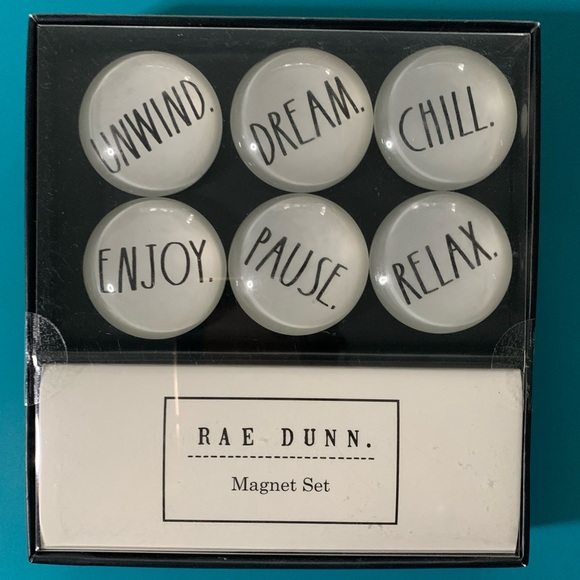 UNWIND.
DREAM.
CHILL.
ENJOY.
PAUSE.
RELAX.
RAE DUNN.
Magnet Set